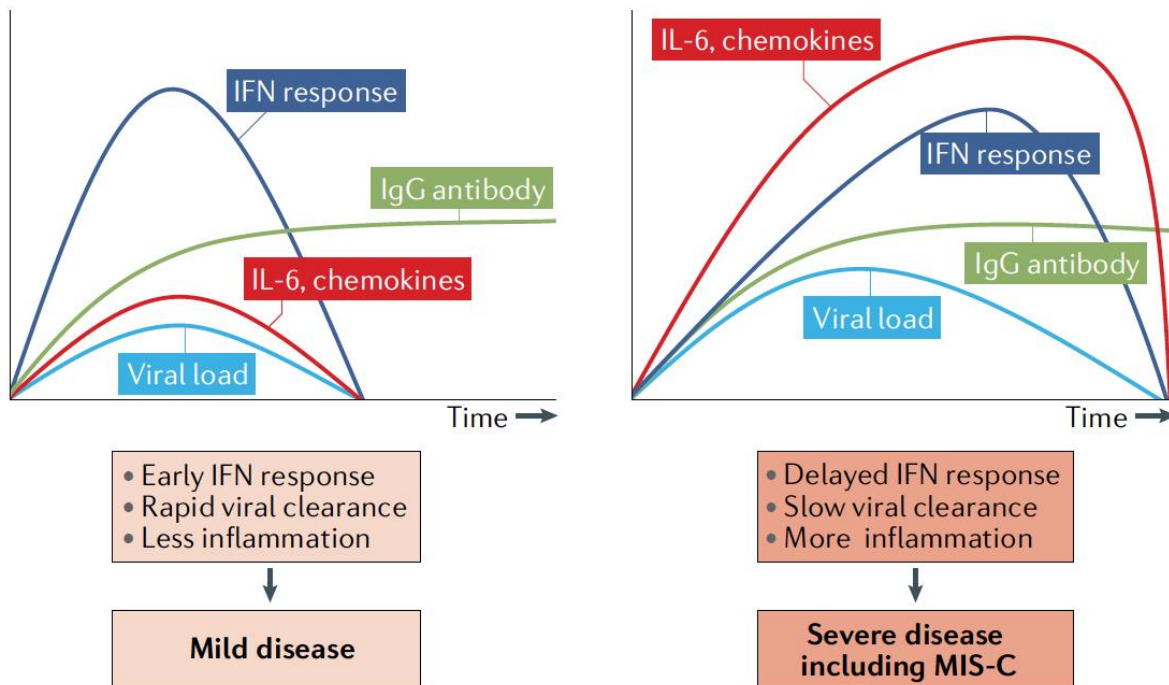 IFN response
IgG antibody
IL-6, chemokines
Viral load
Time
• Early IFN response
• Rapid viral clearance
• Less inflammation
Mild disease
IL-6, chemokines
IFN response
IgG antibody
Viral load
Time
• Delayed IFN response
• Slow viral clearance
• More inflammation
Severe disease
including MIS-C